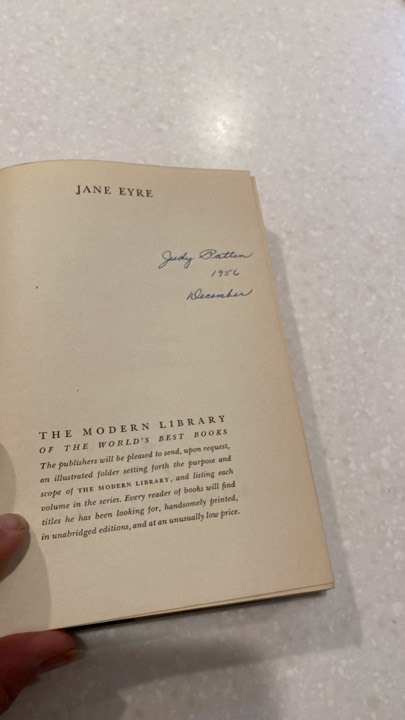 JANE EYRE
Judy Patten
1956
December
THE MODERN LIBRARY
OF THE WORLD'S BEST BOOKS
The publishers will be pleased to send, upon request,
an illustrated folder setting forth the purpose and
scope of THE MODERN LIBRARY, and listing each
volume in the series. Every reader of books will find
titles he has been looking for, handsomely printed,
in unabridged editions, and at an unusually low price.